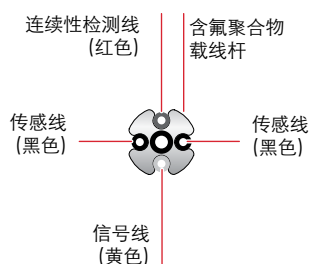 连续性检测线
(红色)
含氟聚合物
载线杆
传感线
(黑色)
传感线
(黑色)
信号线
(黄色)